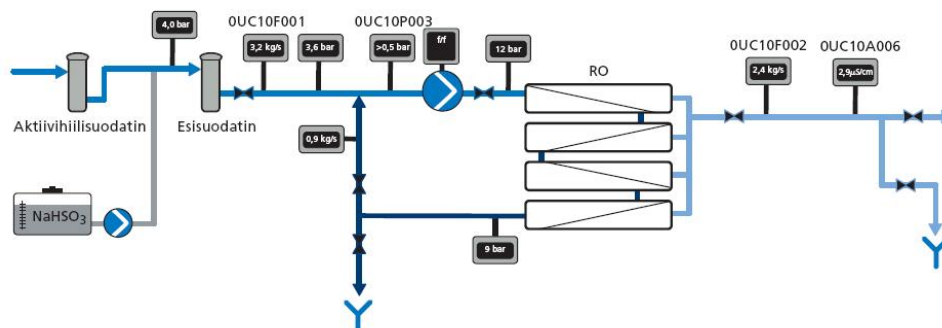 4,0 bar
0UC10F001
0UC10P003
3,2 kg/s
3,6 bar
>0,5 bar
f/f
12 bar
RO
0UC10F002
0UC10A006
2,4 kg/s
2,9µS/cm
Aktiivihiilisuodatin
Esisuodatin
0,9 kg/s
NaHSO₃
9 bar